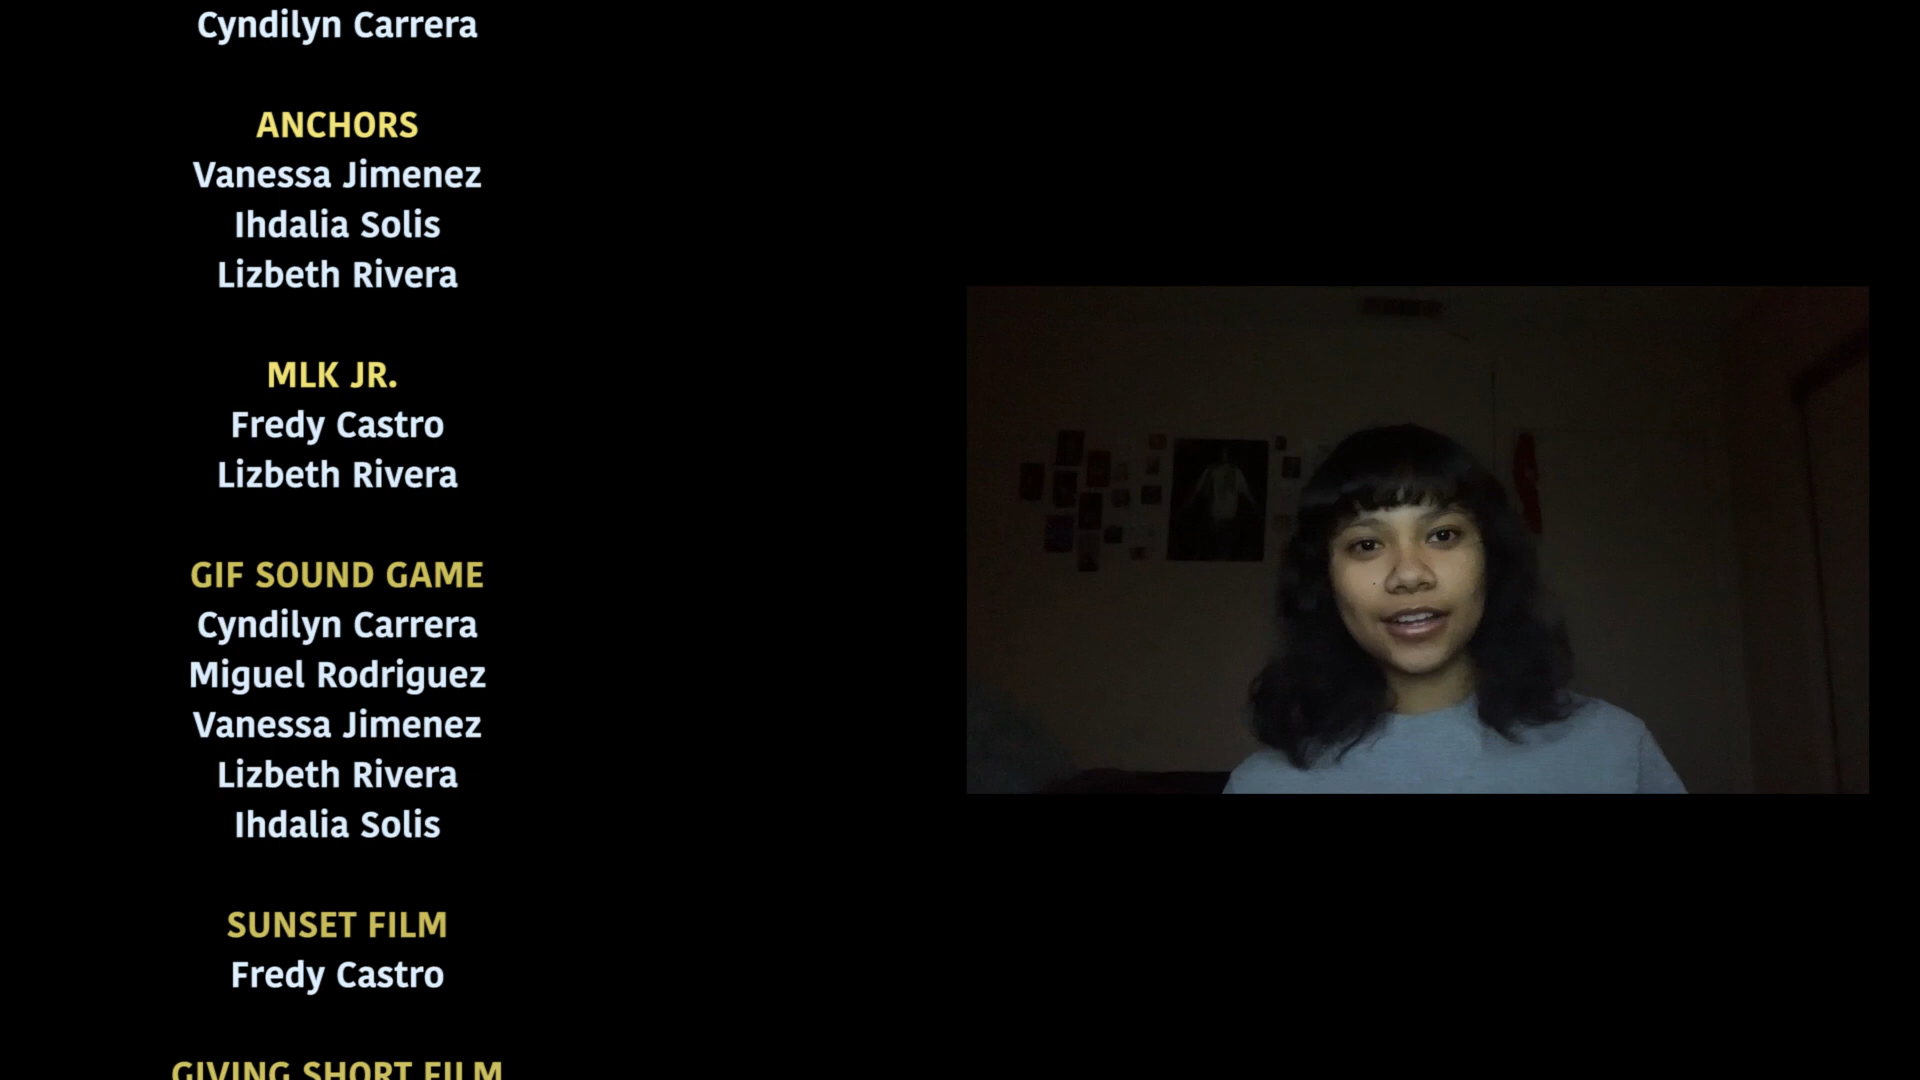 Cyndilyn Carrera
ANCHORS
Vanessa Jimenez
Ihdalia Solis
Lizbeth Rivera
MLK JR.
Fredy Castro
Lizbeth Rivera
GIF SOUND GAME
Cyndilyn Carrera
Miguel Rodriguez
Vanessa Jimenez
Lizbeth Rivera
Ihdalia Solis
SUNSET FILM
Fredy Castro
GIVING SHORT FILM